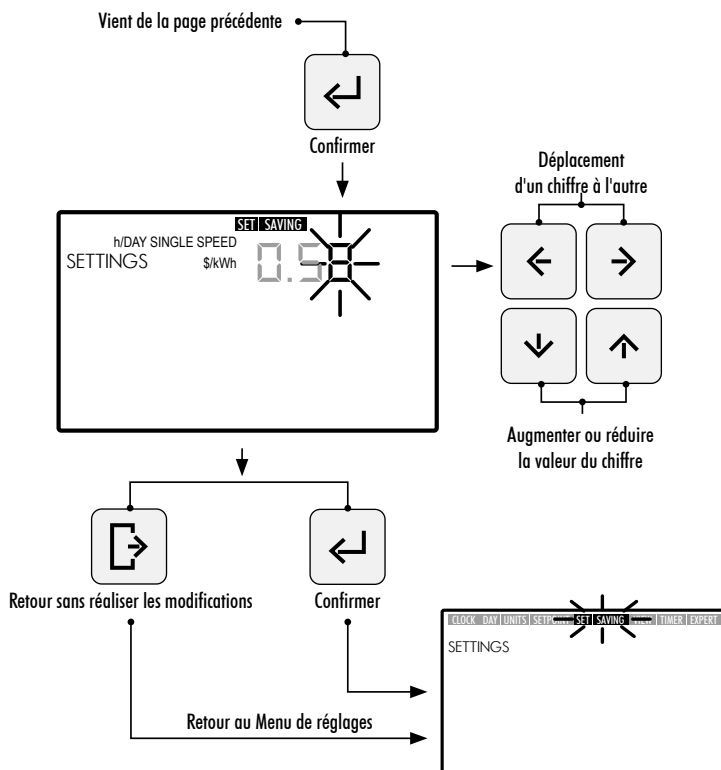 Vient de la page précédente
Confirmer
Déplacement
d'un chiffre à l'autre
SET SAVING
h/DAY SINGLE SPEED
SETTINGS $/kWh 0.58
Augmenter ou réduire
la valeur du chiffre
Retour sans réaliser les modifications
Confirmer
CLOCK DAY UNITS SETPOINT SET SAVING TIMER EXPERT
SETTINGS
Retour au Menu de réglages